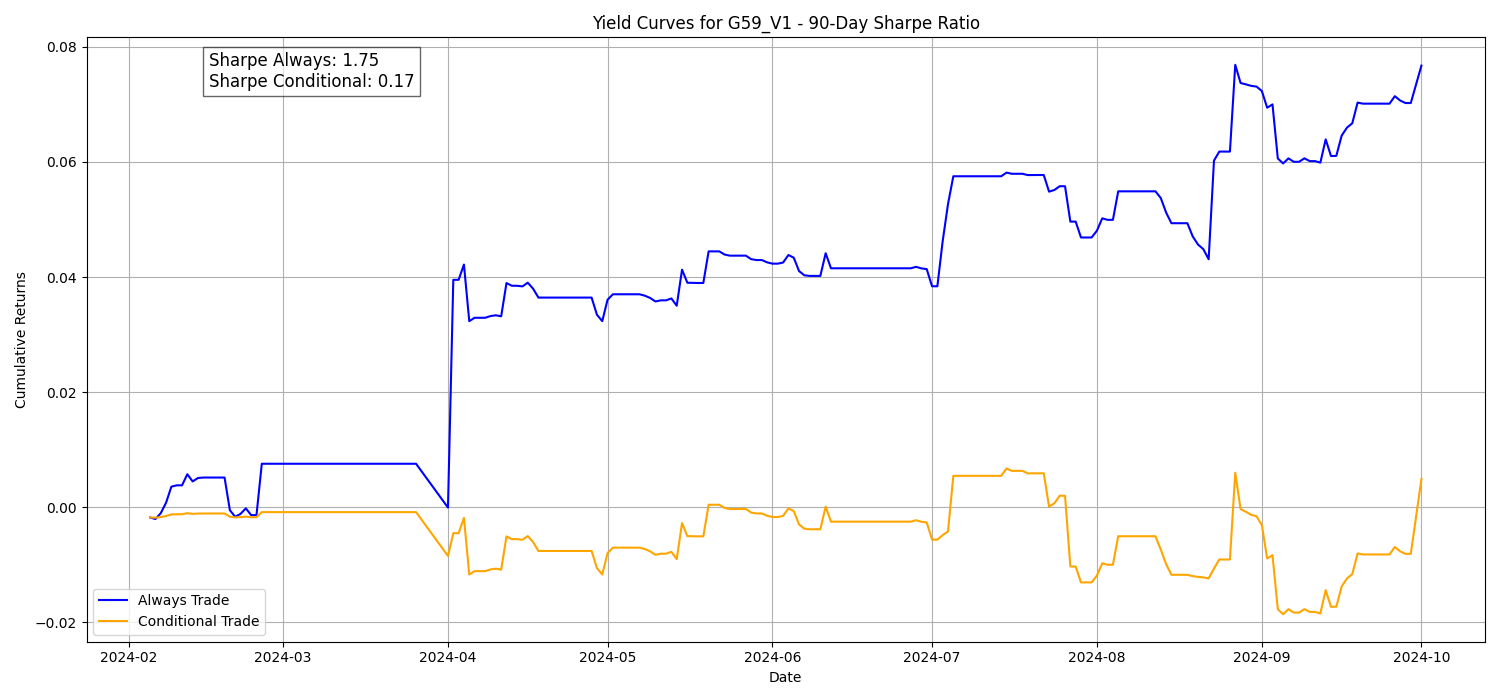 Yield Curves for G59_V1 - 90-Day Sharpe Ratio
Sharpe Always: 1.75
Sharpe Conditional: 0.17
Cumulative Returns
0.08
0.06
0.04
0.02
0.00
−0.02
Always Trade
Conditional Trade
2024-02
2024-03
2024-04
2024-05
2024-06
2024-07
2024-08
2024-09
2024-10
Date